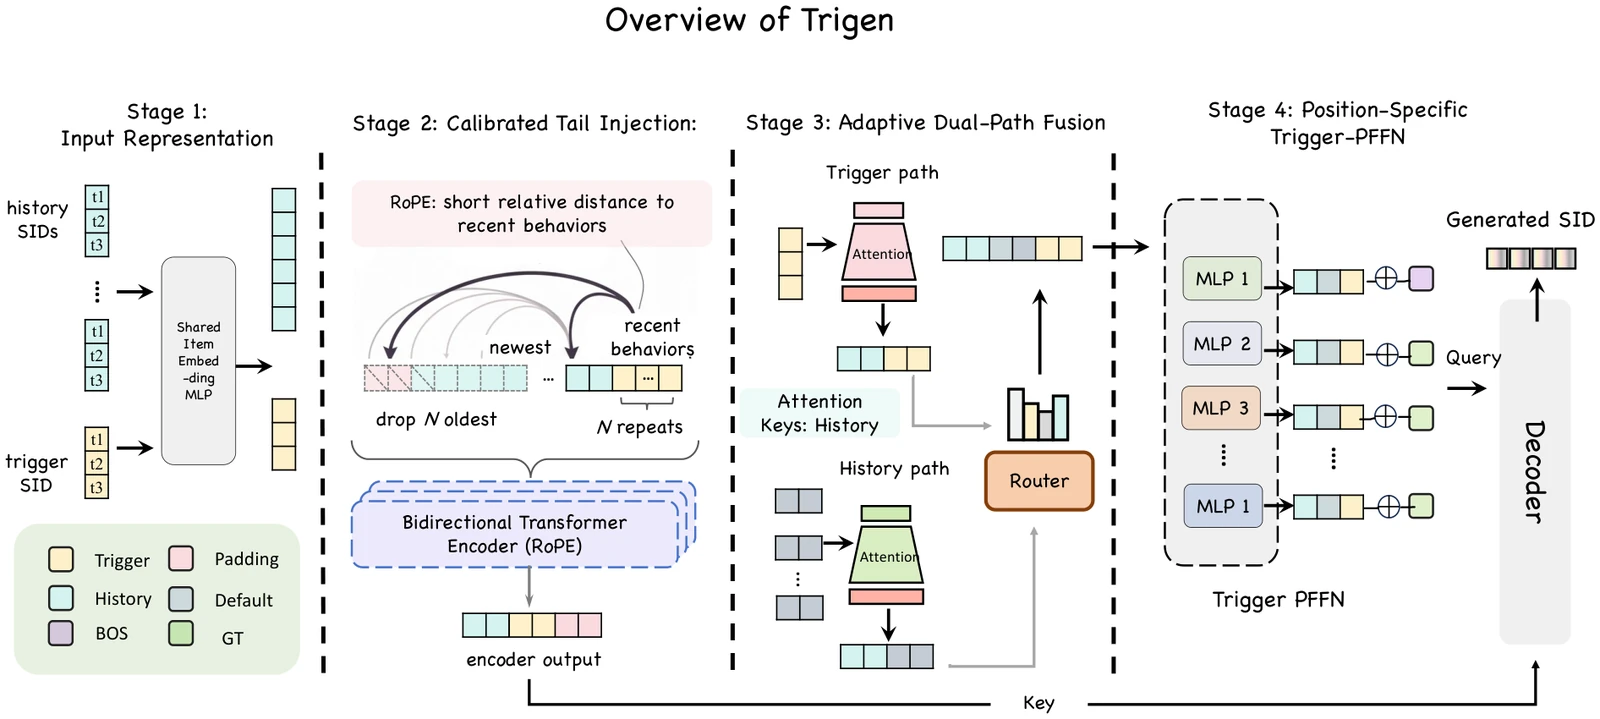 Overview of Trigen
Stage 1:
Input Representation
history
SIDs
t1
t2
t3
t1
t2
t3
trigger
SID
t1
t2
t3
Shared
Item
Embed
-ding
MLP
Trigger
Padding
History
Default
BOS
GT
Stage 2: Calibrated Tail Injection:
RoPE: short relative distance to
recent behaviors
newest
recent
behaviors
...
...
drop N oldest
N repeats
Bidirectional Transformer
Encoder (RoPE)
encoder output
Stage 3: Adaptive Dual-Path Fusion
Trigger path
Attention
Attention
Keys: History
History path
Attention
Router
Stage 4: Position-Specific
Trigger-PFFN
MLP 1
MLP 2
MLP 3
MLP 1
Trigger PFFN
Generated SID
Query
Decoder
Key